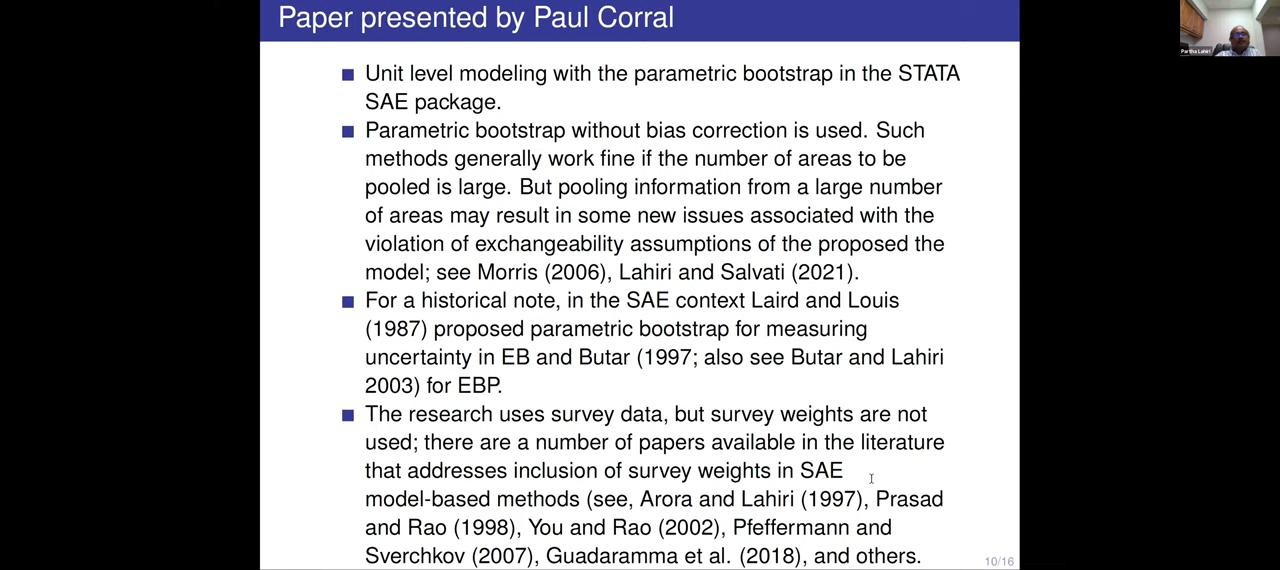 Paper presented by Paul Corral
Partha Lahiri
Unit level modeling with the parametric bootstrap in the STATA
SAE package.
Parametric bootstrap without bias correction is used. Such
methods generally work fine if the number of areas to be
pooled is large. But pooling information from a large number
of areas may result in some new issues associated with the
violation of exchangeability assumptions of the proposed the
model; see Morris (2006), Lahiri and Salvati (2021).
For a historical note, in the SAE context Laird and Louis
(1987) proposed parametric bootstrap for measuring
uncertainty in EB and Butar (1997; also see Butar and Lahiri
2003) for EBP.
The research uses survey data, but survey weights are not
used; there are a number of papers available in the literature
that addresses inclusion of survey weights in SAE
model-based methods (see, Arora and Lahiri (1997), Prasad
and Rao (1998), You and Rao (2002), Pfeffermann and
Sverchkov (2007), Guadaramma et al. (2018), and others.
10/16